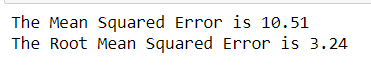 The Mean Squared Error is 10.51
The Root Mean Squared Error is 3.24